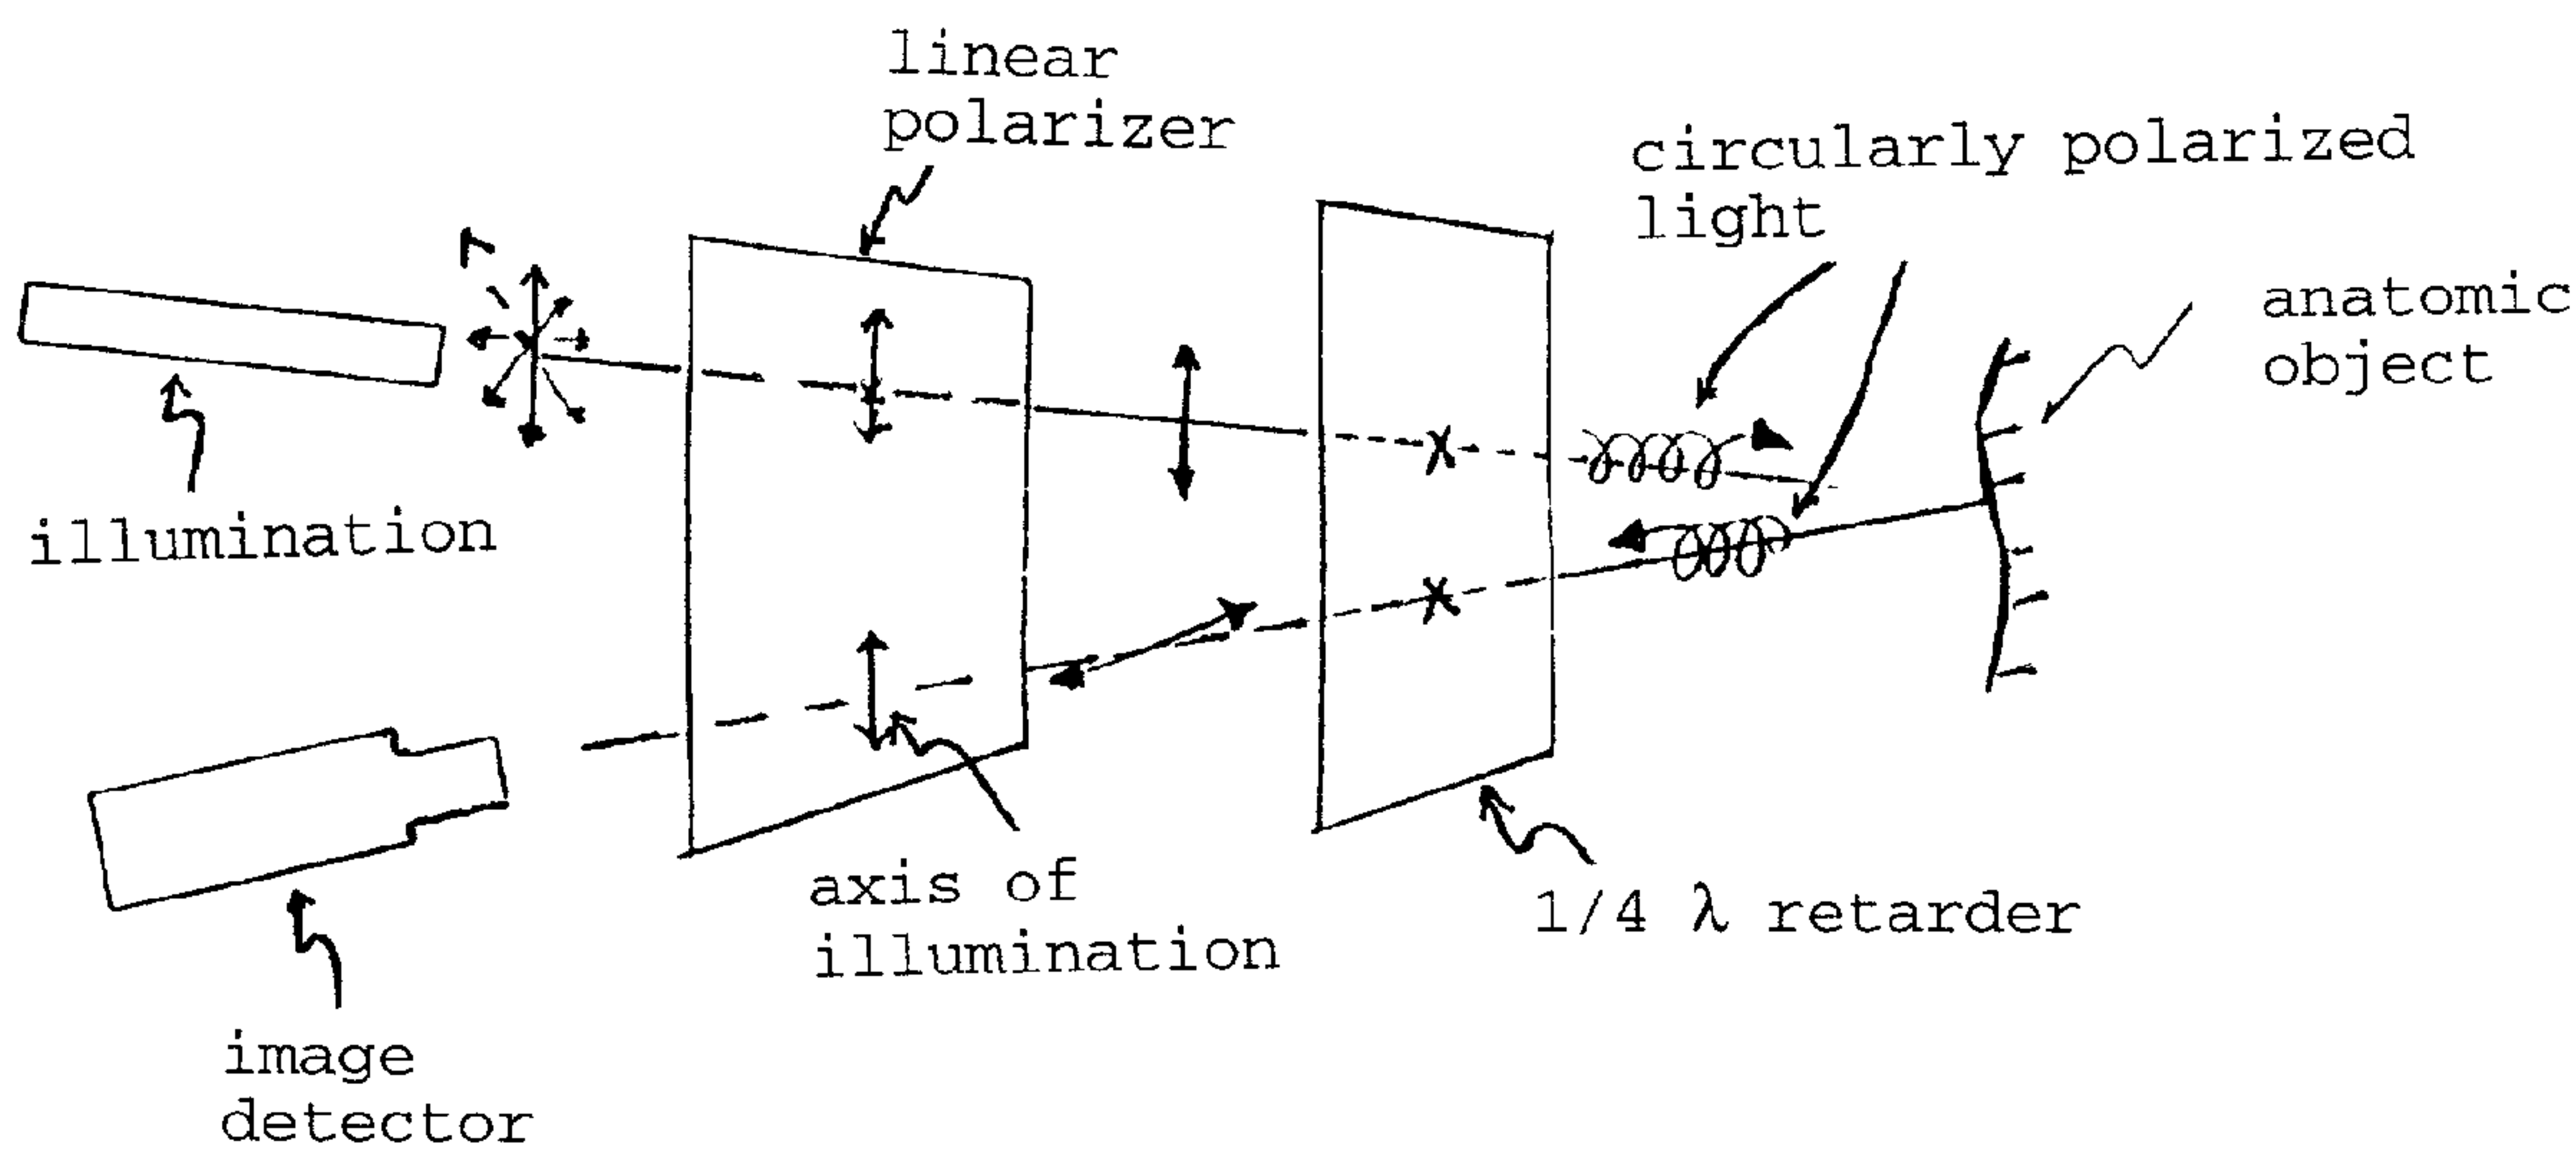 linear
polarizer
circularly polarized
light
anatomic
object
illumination
axis of
illumination
1/4 λ retarder
image
detector